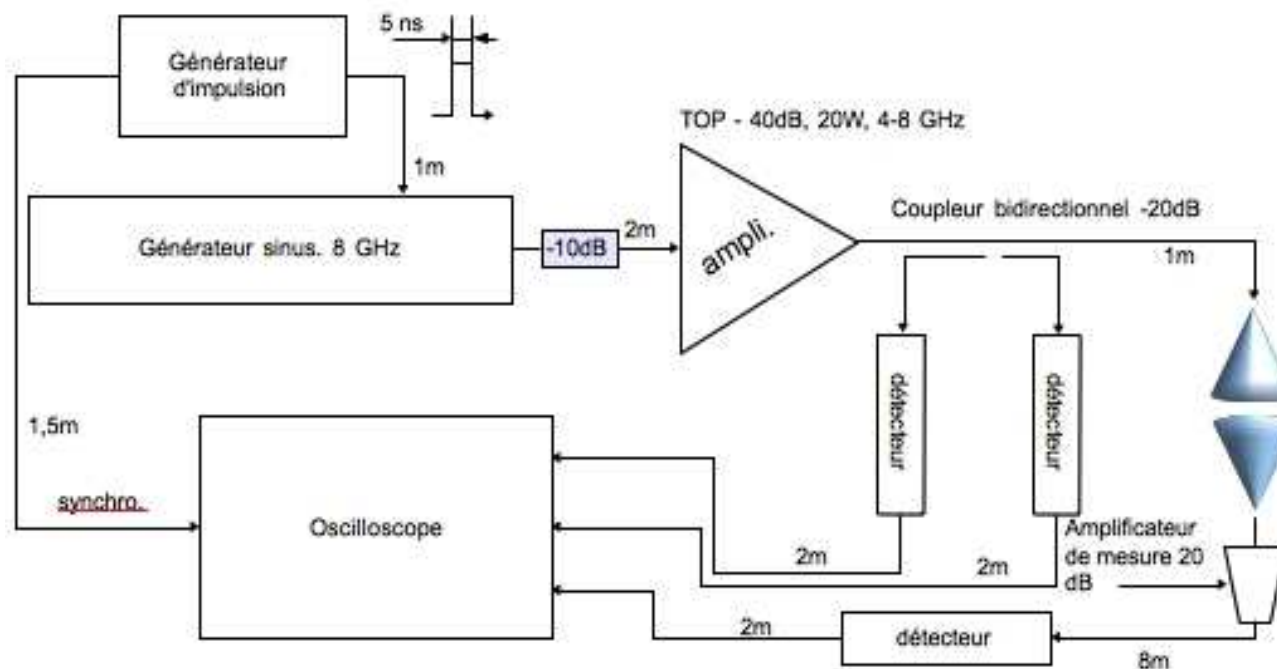 5 ns
Générateur
d'impulsion
TOP - 40dB, 20W, 4-8 GHz
1m
Coupleur bidirectionnel -20dB
Générateur sinus. 8 GHz
-10dB
2m
ampli.
1m
détecteur
détecteur
1,5m
synchro.
Oscilloscope
2m
2m
Amplificateur
de mesure 20
dB
2m
détecteur
8m